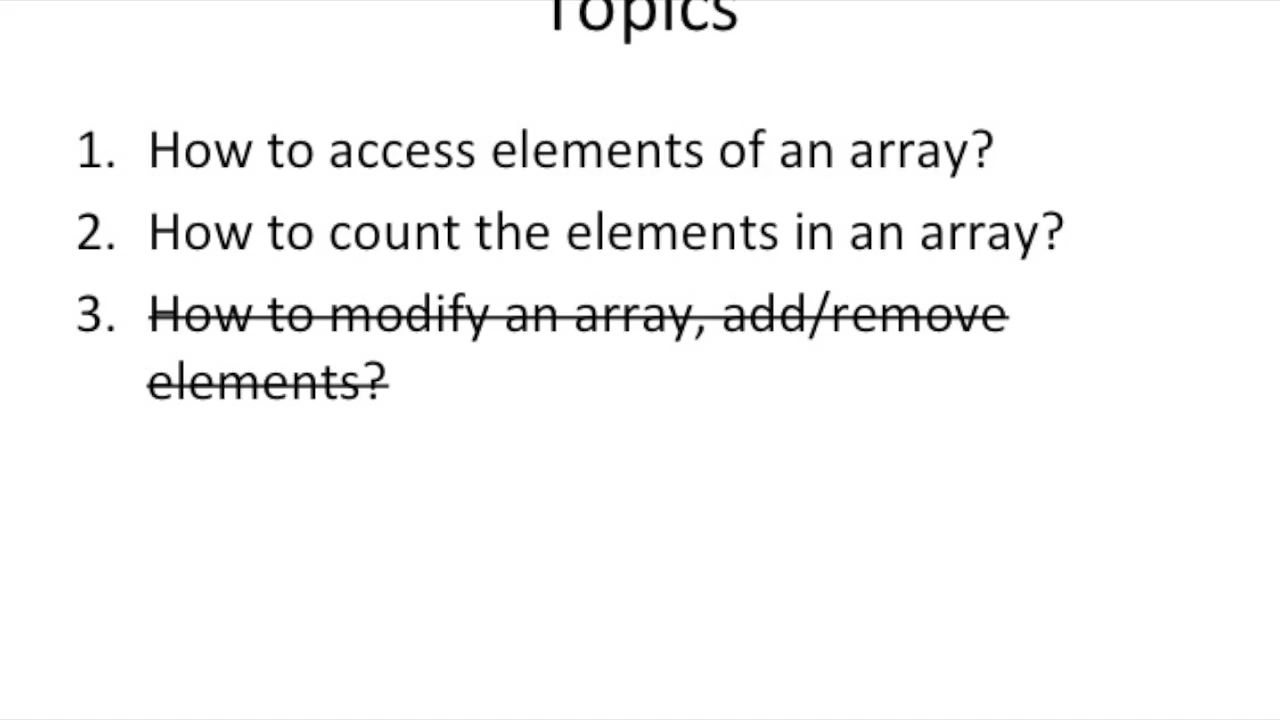 Topics
1. How to access elements of an array?
2. How to count the elements in an array?
3. How to modify an array, add/remove
elements?